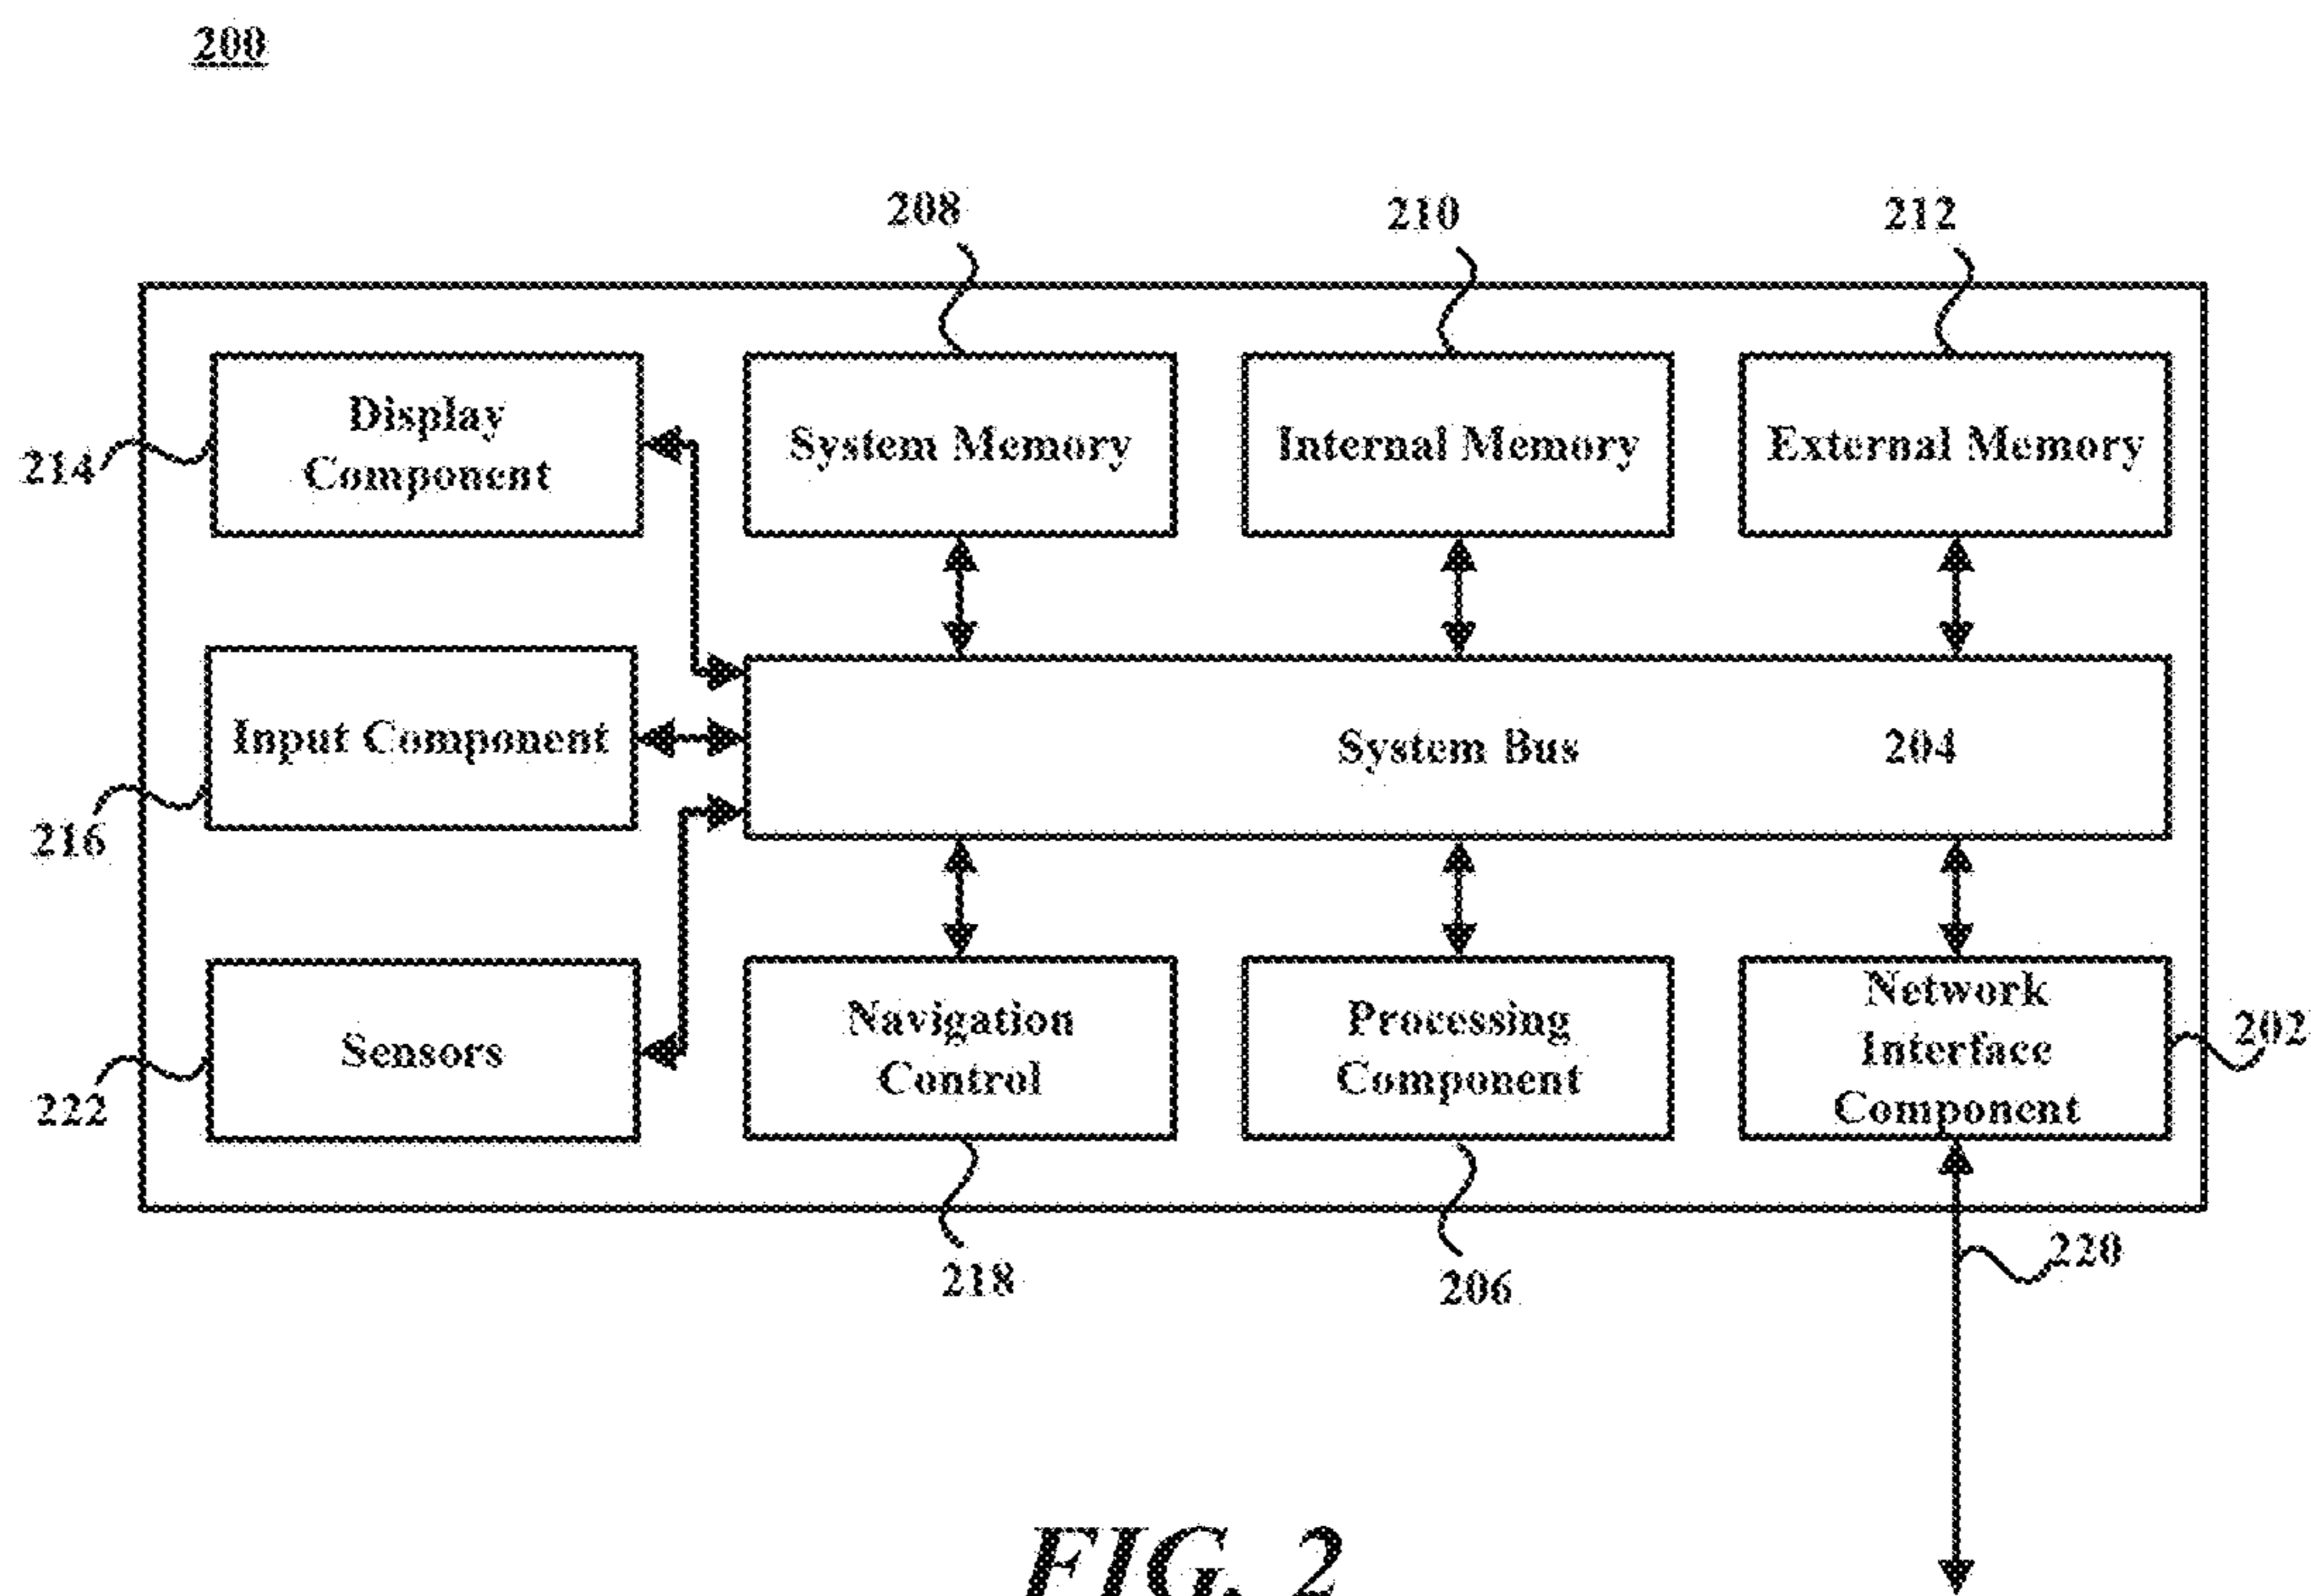 200
208
210
212
Display
Component
System Memory
Internal Memory
External Memory
214
Input Component
System Bus
204
216
Sensors
Navigation
Control
Processing
Component
Network
Interface
Component
202
222
218
206
220
FIG. 2